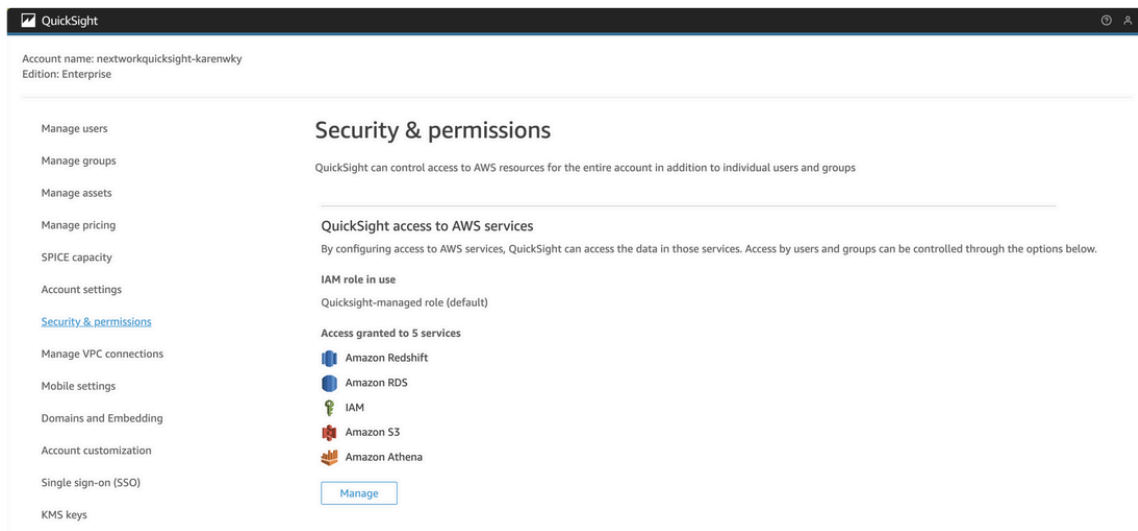 QuickSight
Account name: nextworkquicksight-karenwky
Edition: Enterprise
Manage users
Manage groups
Manage assets
Manage pricing
SPICE capacity
Account settings
Security & permissions
Manage VPC connections
Mobile settings
Domains and Embedding
Account customization
Single sign-on (SSO)
KMS keys
Security & permissions
QuickSight can control access to AWS resources for the entire account in addition to individual users and groups
QuickSight access to AWS services
By configuring access to AWS services, QuickSight can access the data in those services. Access by users and groups can be controlled through the options below.
IAM role in use
Quicksight-managed role (default)
Access granted to 5 services
Amazon Redshift
Amazon RDS
IAM
Amazon S3
Amazon Athena
Manage